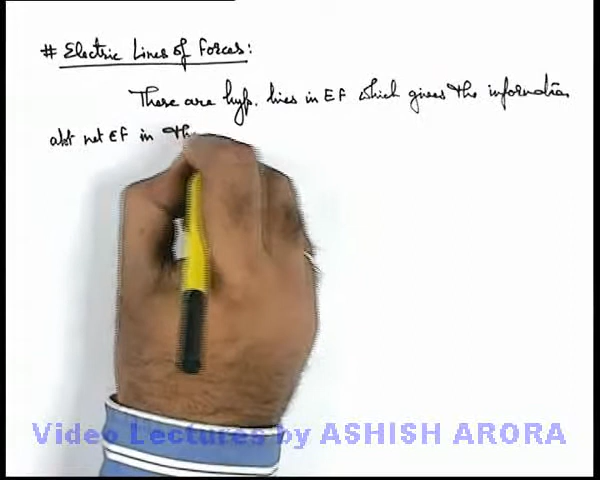 # Electric Lines of Forces:
These are hyp. lines in EF which gives the information
abt net EF in th
Video Lectures by ASHISH ARORA